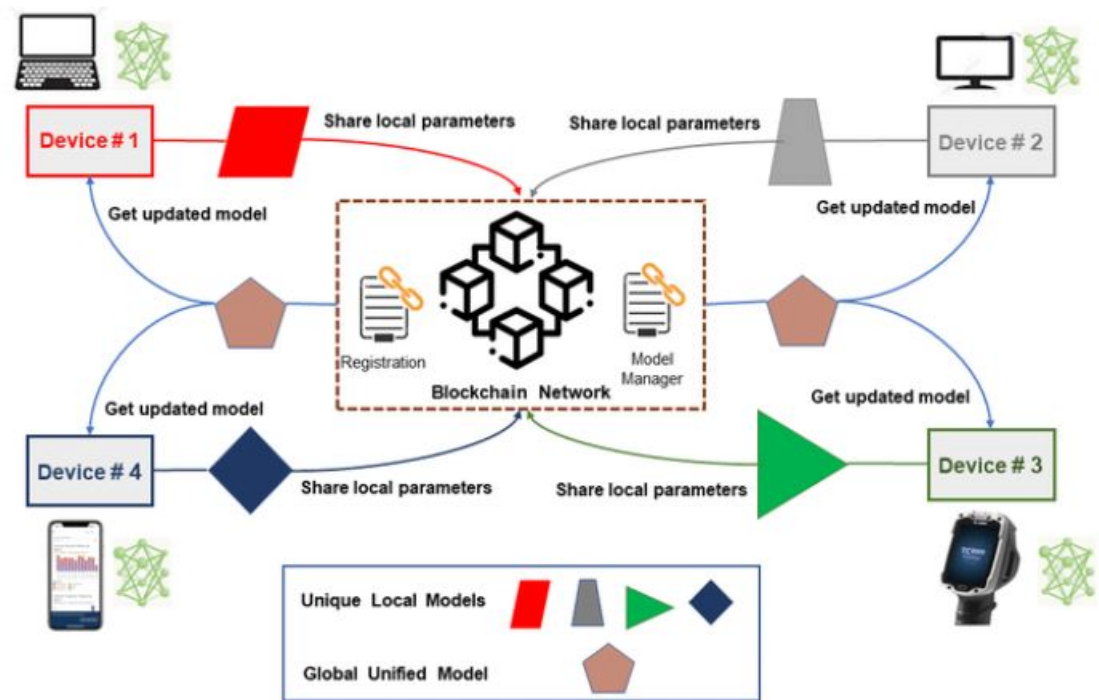 Device # 1
Share local parameters
Share local parameters
Device # 2
Get updated model
Get updated model
Registration
Model
Manager
Blockchain Network
Get updated model
Get updated model
Device # 4
Share local parameters
Share local parameters
Device # 3
Unique Local Models
Global Unified Model